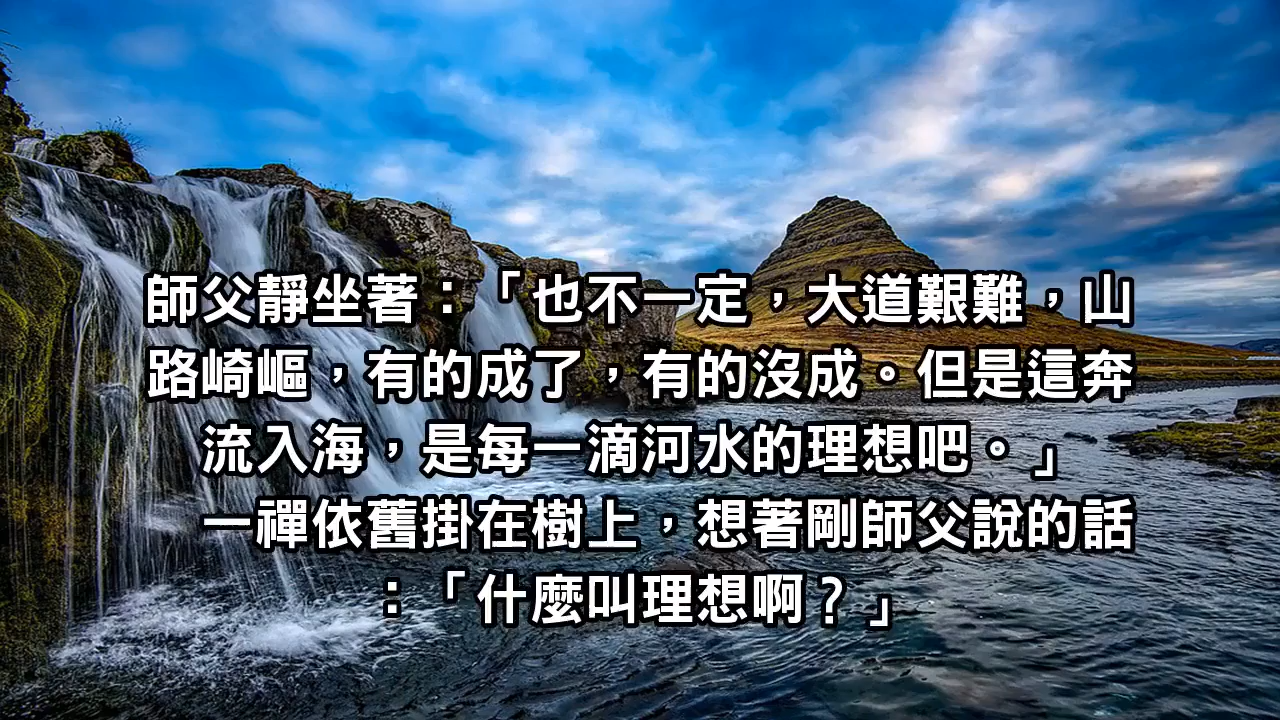 師父靜坐著：「也不一定，大道艱難，山
路崎嶇，有的成了，有的沒成。但是這奔
流入海，是每一滴河水的理想吧。」
一禪依舊掛在樹上，想著剛師父說的話
：「什麼叫理想啊？」